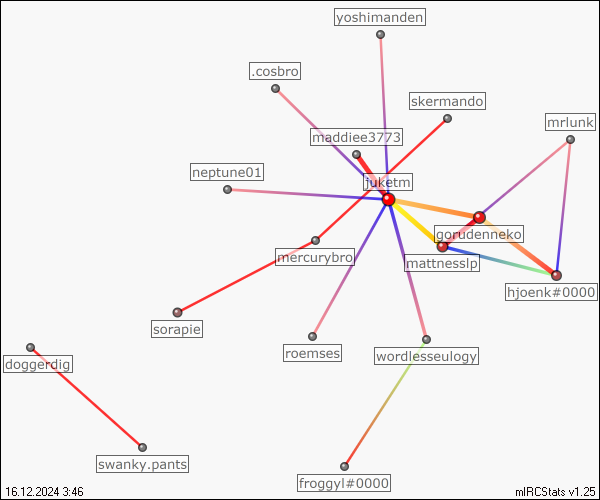 yoshimanden
.cosbro
skermando
mrlunk
maddiee3773
neptune01
juketm
gorudenneko
mercurybro
mattnesslp
hjoenk#0000
sorapie
roemses
wordlesseulogy
doggerdig
swanky.pants
froggyl#0000
16.12.2024 3:46
mIRCStats v1.25